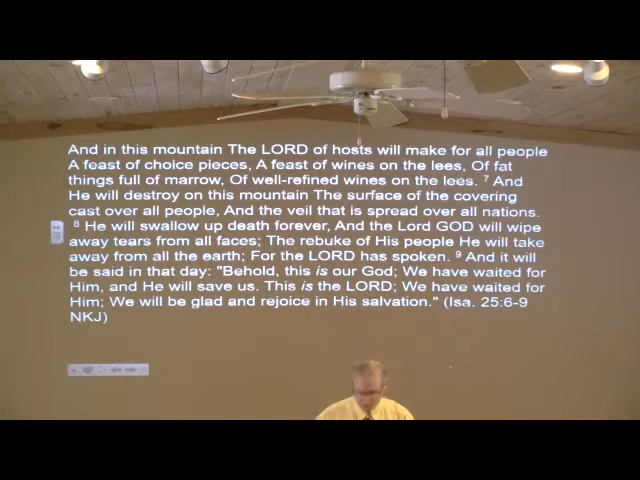 And in this mountain The LORD of hosts will make for all people
A feast of choice pieces, A feast of wines on the lees, Of fat
things full of marrow, Of well-refined wines on the lees. ⁷ And
He will destroy on this mountain The surface of the covering
cast over all people, And the veil that is spread over all nations.
⁸ He will swallow up death forever, And the Lord GOD will wipe
away tears from all faces; The rebuke of His people He will take
away from all the earth; For the LORD has spoken. ⁹ And it will
be said in that day: "Behold, this is our God; We have waited for
Him, and He will save us. This is the LORD; We have waited for
Him; We will be glad and rejoice in His salvation." (Isa. 25:6-9
NKJ)